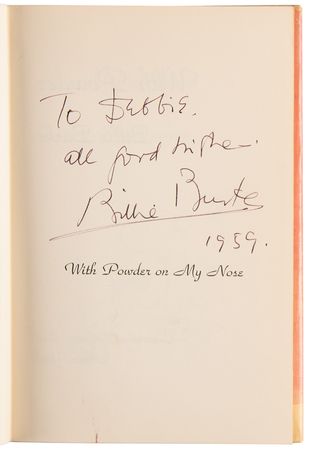 To Debbie.
all good wishes.
Billie Burke
1959.
With Powder on My Nose